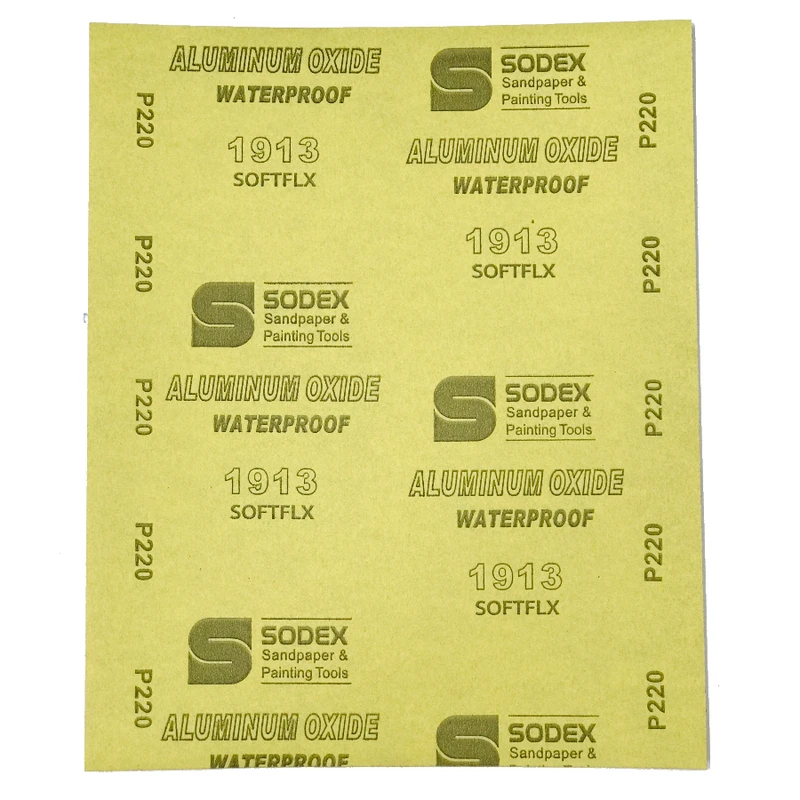 P220
P220
P220
P220
P220
ALUMINUM OXIDE
WATERPROOF
1913
SOFTFLX
SODEX
Sandpaper &
Painting Tools
ALUMINUM OXIDE
WATERPROOF
1913
SOFTFLX
SODEX
Sandpaper &
Painting Tools
ALUMINUM OXIDE
WATERPROOF
SODEX
Sandpaper &
Painting Tools
ALUMINUM OXIDE
WATERPROOF
1913
SOFTFLX
SODEX
Sandpaper &
Painting Tools
ALUMINUM OXIDE
WATERPROOF
1913
SOFTFLX
SODEX
Sandpaper &
P220
P220
P220
P220
P220